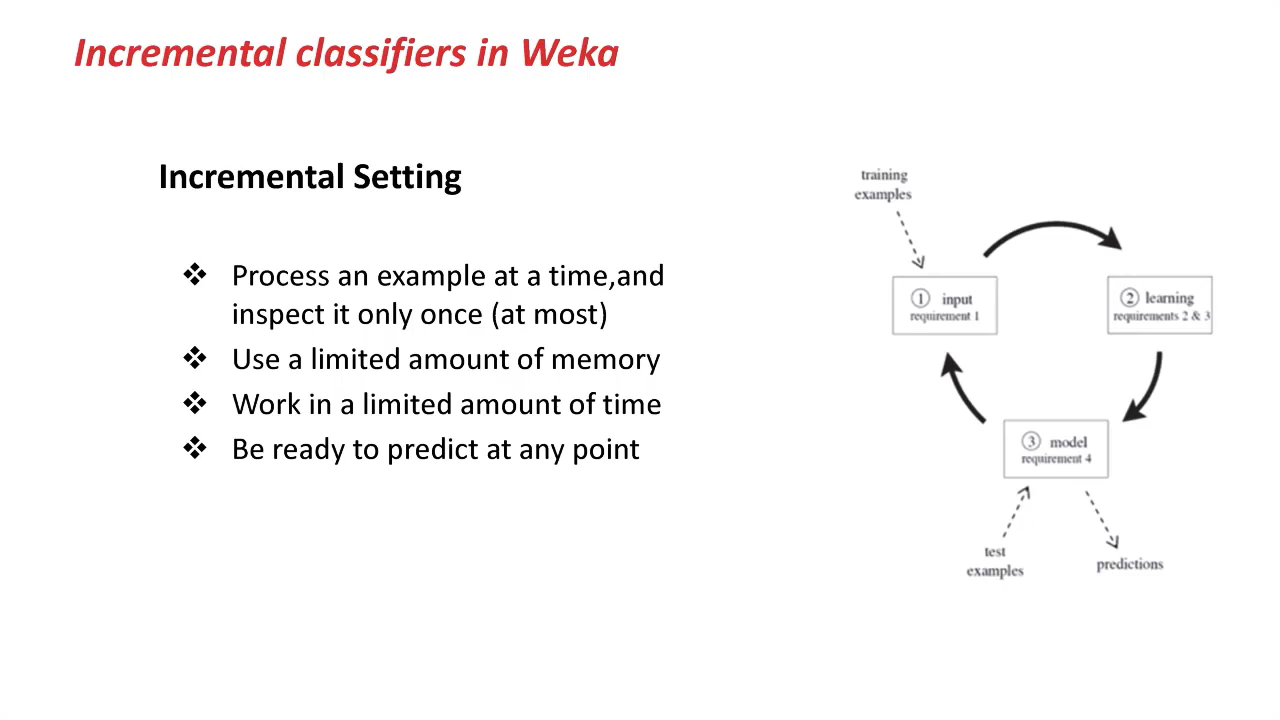 Incremental classifiers in Weka
Incremental Setting
❖ Process an example at a time,and
inspect it only once (at most)
❖ Use a limited amount of memory
❖ Work in a limited amount of time
❖ Be ready to predict at any point
training
examples
① input
requirement 1
② learning
requirements 2 & 3
③ model
requirement 4
test
examples
predictions